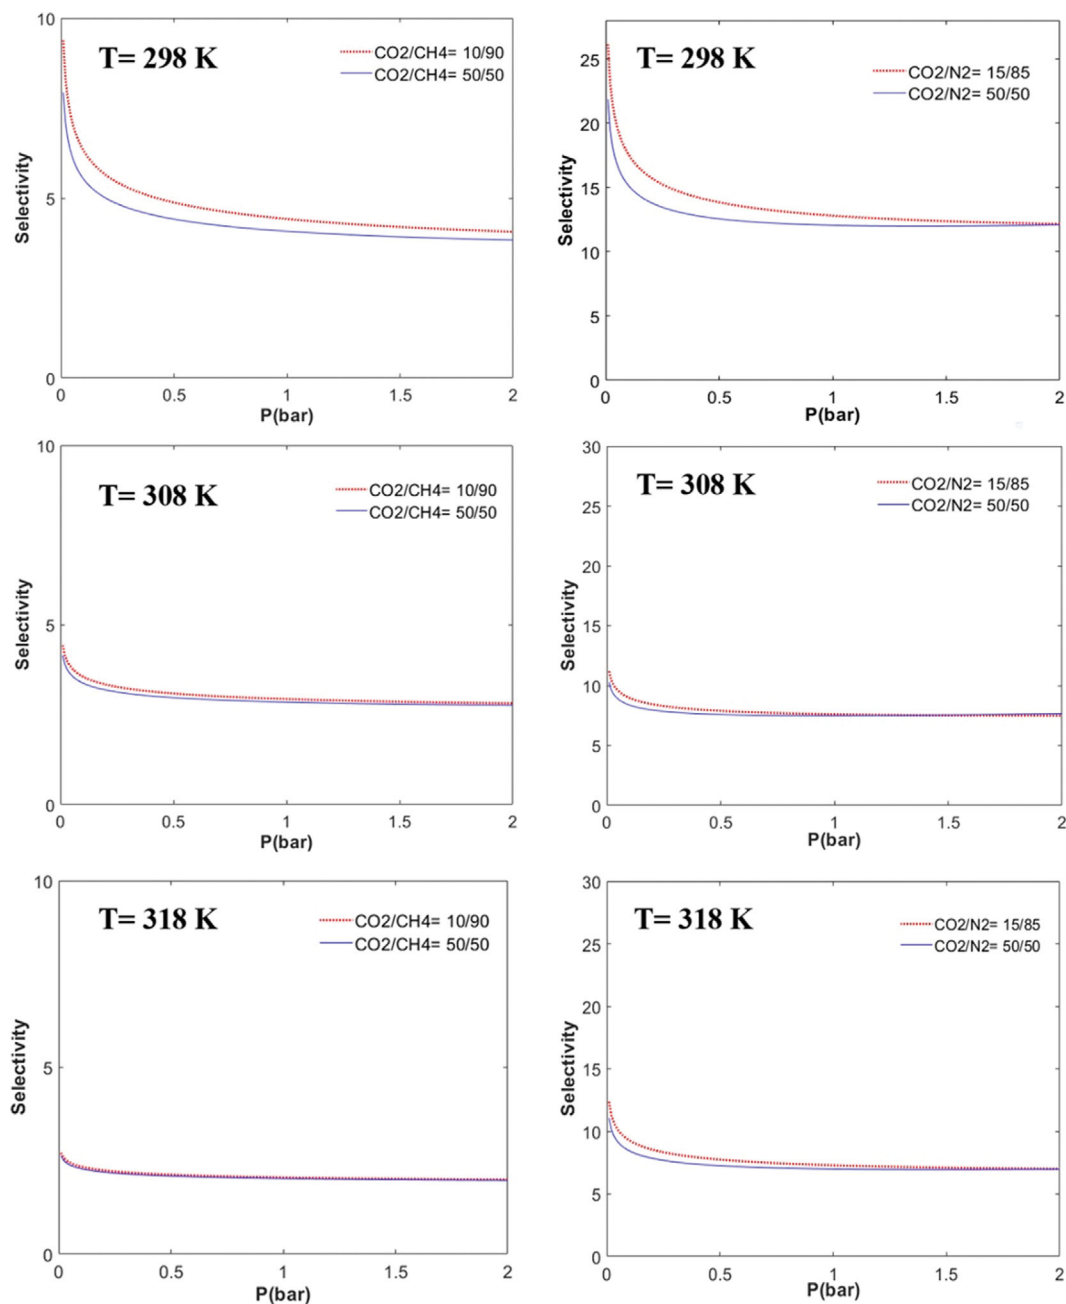 T= 298 K
CO2/CH4= 10/90
CO2/CH4= 50/50
10
5
0
Selectivity
0 0.5 1 1.5 2
P(bar)
T= 298 K
CO2/N2= 15/85
CO2/N2= 50/50
25
20
15
10
5
0
Selectivity
0 0.5 1 1.5 2
P(bar)
T= 308 K
CO2/CH4= 10/90
CO2/CH4= 50/50
10
5
0
Selectivity
0 0.5 1 1.5 2
P(bar)
T= 308 K
CO2/N2= 15/85
CO2/N2= 50/50
30
25
20
15
10
5
0
Selectivity
0 0.5 1 1.5 2
P(bar)
T= 318 K
CO2/CH4= 10/90
CO2/CH4= 50/50
10
5
0
Selectivity
0 0.5 1 1.5 2
P(bar)
T= 318 K
CO2/N2= 15/85
CO2/N2= 50/50
30
25
20
15
10
5
0
Selectivity
0 0.5 1 1.5 2
P(bar)